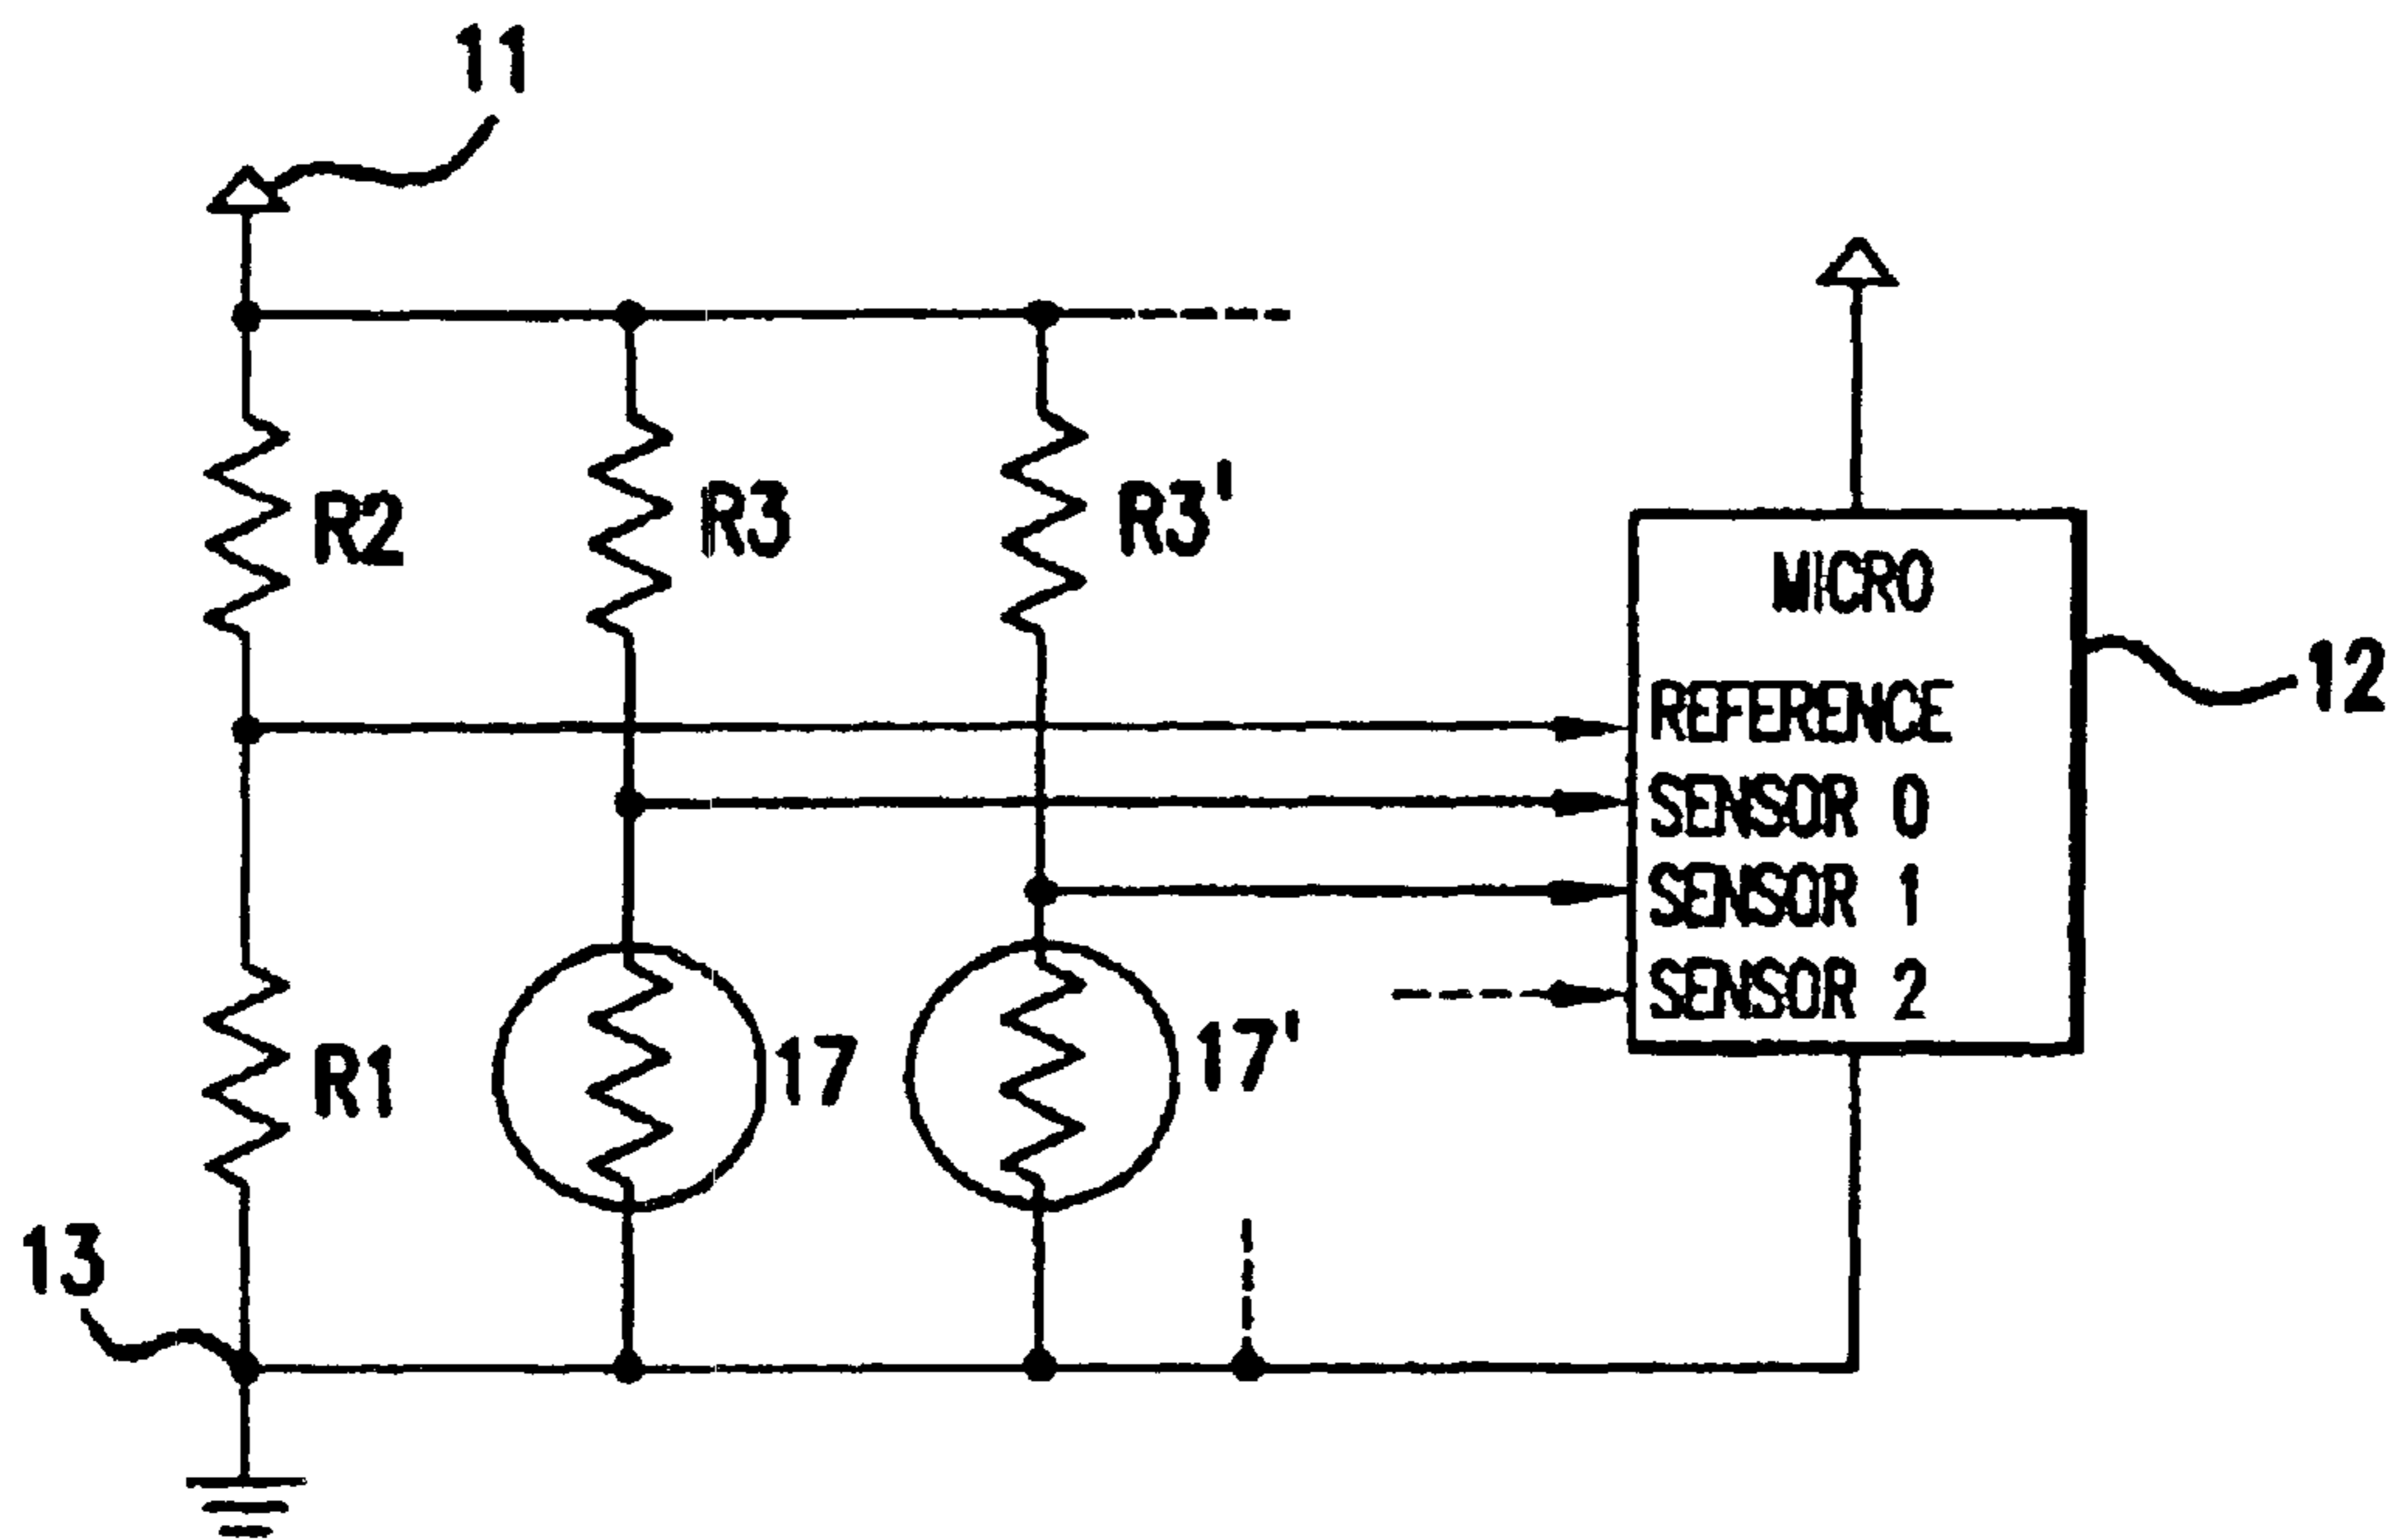 11
R2
R3
R3'
MICRO
12
REFERENCE
SENSOR 0
SENSOR 1
SENSOR 2
R1
17
17'
13